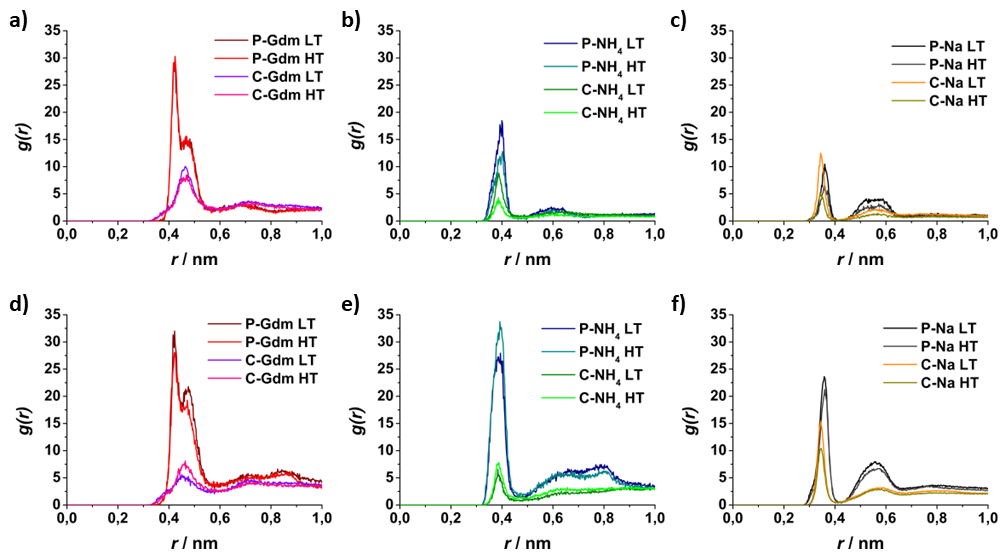 a)
35
30
25
20
15
10
5
0
g(r)
P-Gdm LT
P-Gdm HT
C-Gdm LT
C-Gdm HT
0,0 0,2 0,4 0,6 0,8 1,0
r / nm
b)
35
30
25
20
15
10
5
0
g(r)
P-NH4 LT
P-NH4 HT
C-NH4 LT
C-NH4 HT
0,0 0,2 0,4 0,6 0,8 1,0
r / nm
c)
35
30
25
20
15
10
5
0
g(r)
P-Na LT
P-Na HT
C-Na LT
C-Na HT
0,0 0,2 0,4 0,6 0,8 1,0
r / nm
d)
35
30
25
20
15
10
5
0
g(r)
P-Gdm LT
P-Gdm HT
C-Gdm LT
C-Gdm HT
0,0 0,2 0,4 0,6 0,8 1,0
r / nm
e)
35
30
25
20
15
10
5
0
g(r)
P-NH4 LT
P-NH4 HT
C-NH4 LT
C-NH4 HT
0,0 0,2 0,4 0,6 0,8 1,0
r / nm
f)
35
30
25
20
15
10
5
0
g(r)
P-Na LT
P-Na HT
C-Na LT
C-Na HT
0,0 0,2 0,4 0,6 0,8 1,0
r / nm